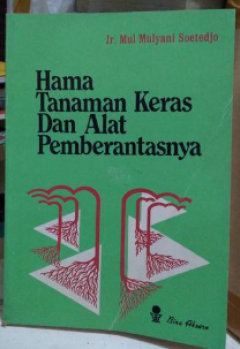 Ir. Mul Mulyani Soetedjo
Hama
Tanaman Keras
Dan Alat
Pemberantasnya
Bina Aksara